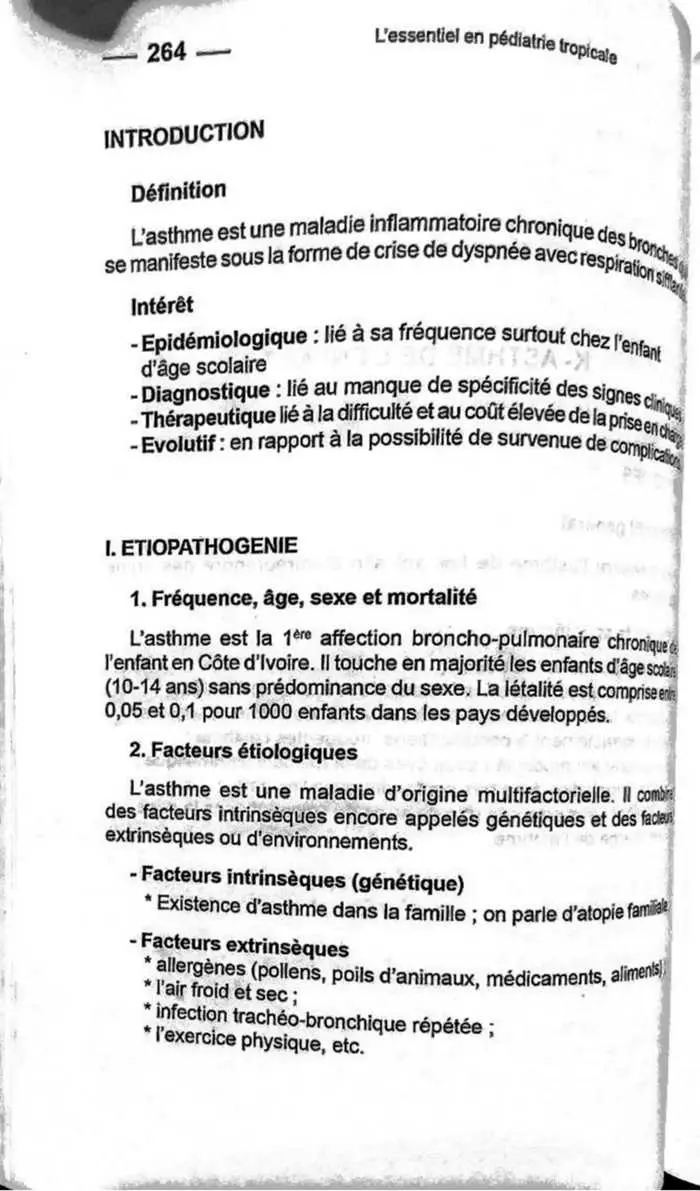 — 264 —
L'essentiel en pédiatrie tropicale
INTRODUCTION
Définition
L'asthme est une maladie inflammatoire chronique des bronches
se manifeste sous la forme de crise de dyspnée avec respiration
Intérêt
- Epidémiologique : lié à sa fréquence surtout chez l'enfant
d'âge scolaire
- Diagnostique : lié au manque de spécificité des signes cliniques,
- Thérapeutique lié à la difficulté et au coût élevée de la prise en
- Evolutif : en rapport à la possibilité de survenue de
I. ETIOPATHOGENIE
1. Fréquence, âge, sexe et mortalité
L'asthme est la 1ère affection broncho-pulmonaire chronique de
l'enfant en Côte d'Ivoire. Il touche en majorité les enfants d'âge
(10-14 ans) sans prédominance du sexe. La létalité est comprise
0,05 et 0,1 pour 1000 enfants dans les pays développés.
2. Facteurs étiologiques
L'asthme est une maladie d'origine multifactorielle. Il combine
des facteurs intrinsèques encore appelés génétiques et des facteurs
extrinsèques ou d'environnements.
- Facteurs intrinsèques (génétique)
* Existence d'asthme dans la famille ; on parle d'atopie familiale
- Facteurs extrinsèques
* allergènes (pollens, poils d'animaux, médicaments, aliments)
* l'air froid et sec ;
* infection trachéo-bronchique répétée ;
* l'exercice physique, etc.